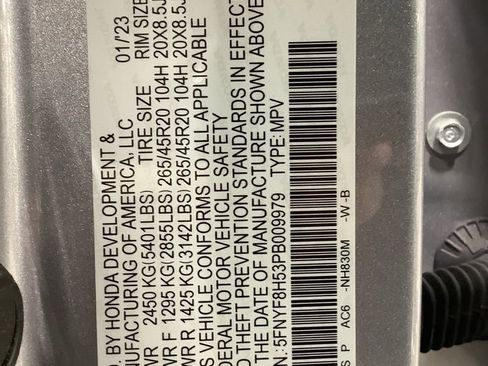 D. BY HONDA DEVELOPMENT & 01/23
MANUFACTURING OF AMERICA, LLC
WR 2450 KG(5401LBS) TIRE SIZE RIM SIZE
WR F 1295 KG(2855LBS) 265/45R20 104H 20X8.5J
WR R 1425 KG(3142LBS) 265/45R20 104H 20X8.5J
S VEHICLE CONFORMS TO ALL APPLICABLE
DERAL MOTOR VEHICLE SAFETY
D THEFT PREVENTION STANDARDS IN EFFECT
THE DATE OF MANUFACTURE SHOWN ABOVE
N: 5FNYF8H53PB009979 TYPE: MPV
S P AC6 -NH830M -W -B